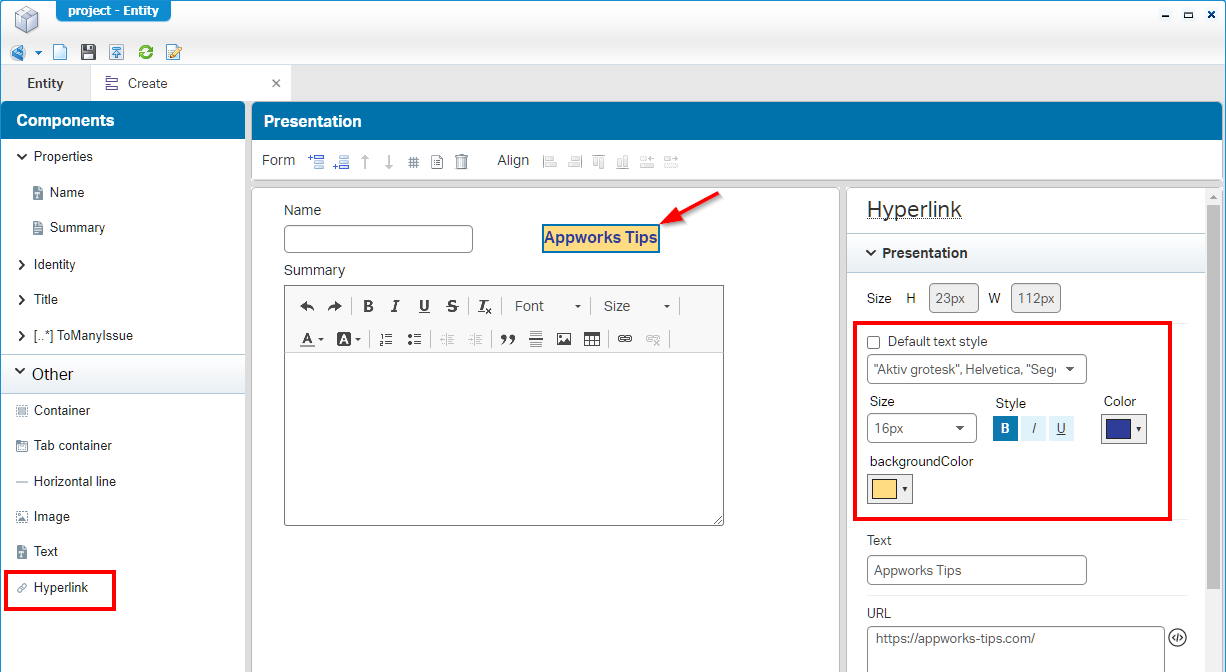 project - Entity
Entity
Create
Components
Properties
Name
Summary
Identity
Title
[..*] ToManyIssue
Other
Container
Tab container
Horizontal line
Image
Text
Hyperlink
Presentation
Form
Align
Name
Appworks Tips
Summary
B I U S Ix Font Size
A A
Hyperlink
Presentation
Size H 23px W 112px
Default text style
"Aktiv grotesk", Helvetica, "Sego
Size Style Color
16px B I U
backgroundColor
Text
Appworks Tips
URL
https://appworks-tips.com/